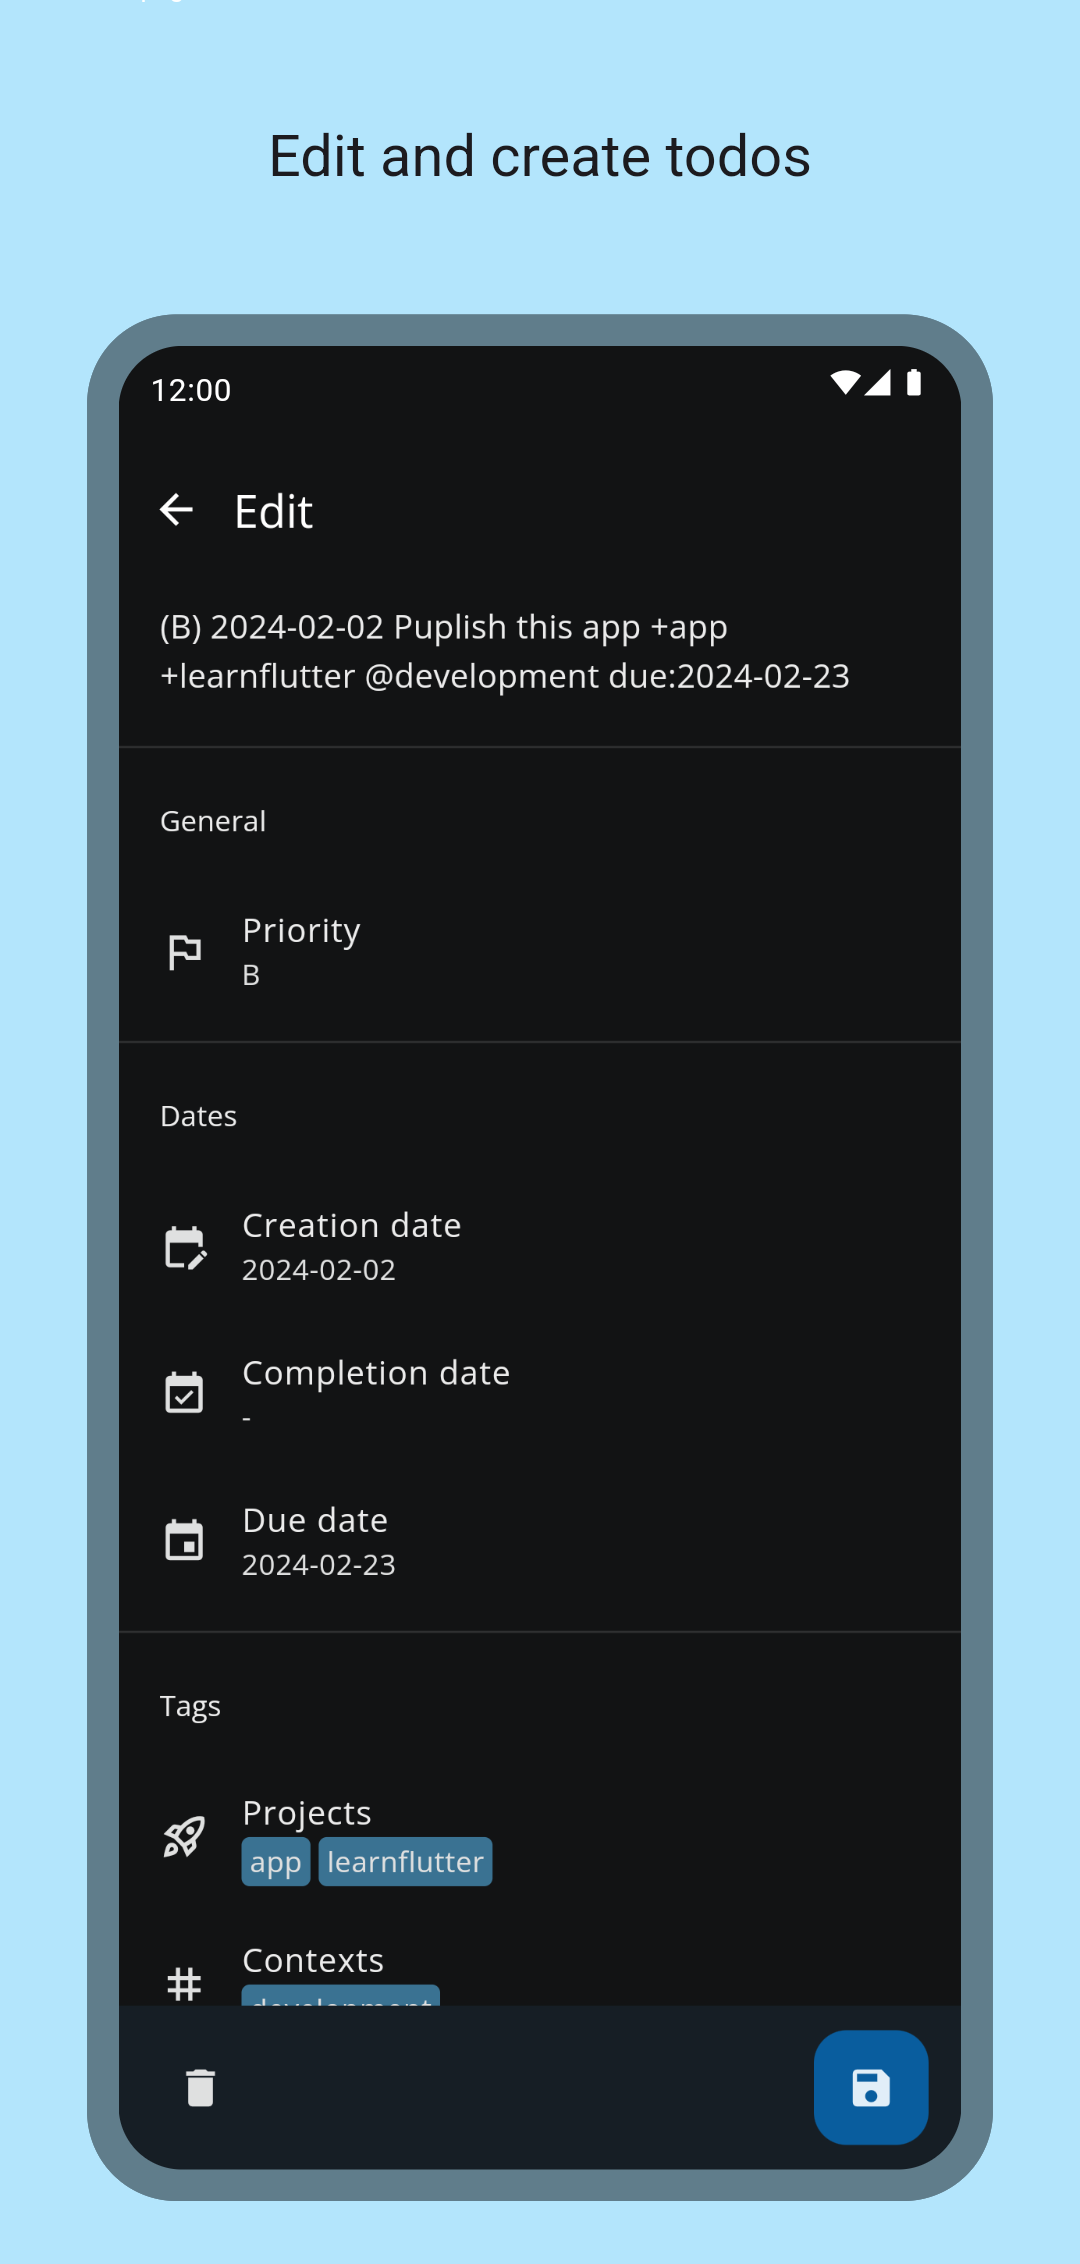 Edit and create todos
12:00
Edit
(B) 2024-02-02 Puplish this app +app
+learnflutter @development due:2024-02-23
General
Priority
B
Dates
Creation date
2024-02-02
Completion date
-
Due date
2024-02-23
Tags
Projects
app learnflutter
Contexts
development